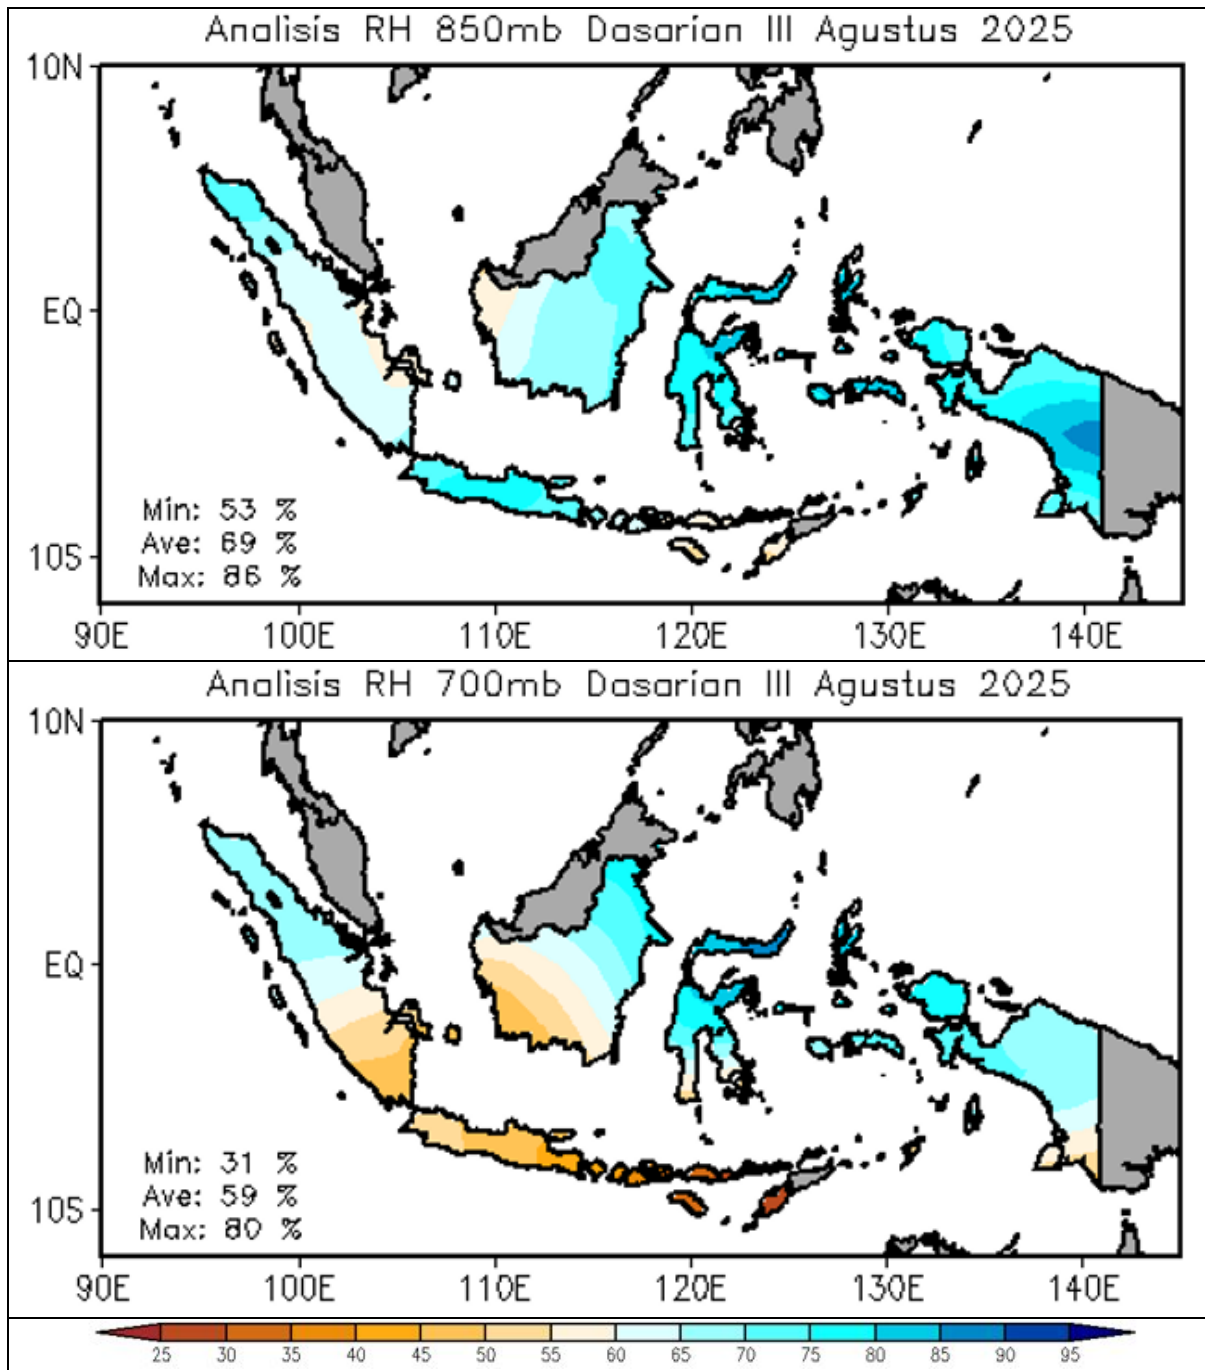 Analisis RH 850mb Dasarian III Agustus 2025
10N
EQ
10S
Min: 53 %
Ave: 69 %
Max: 86 %
90E 100E 110E 120E 130E 140E
Analisis RH 700mb Dasarian III Agustus 2025
10N
EQ
10S
Min: 31 %
Ave: 59 %
Max: 80 %
90E 100E 110E 120E 130E 140E
25 30 35 40 45 50 55 60 65 70 75 80 85 90 95